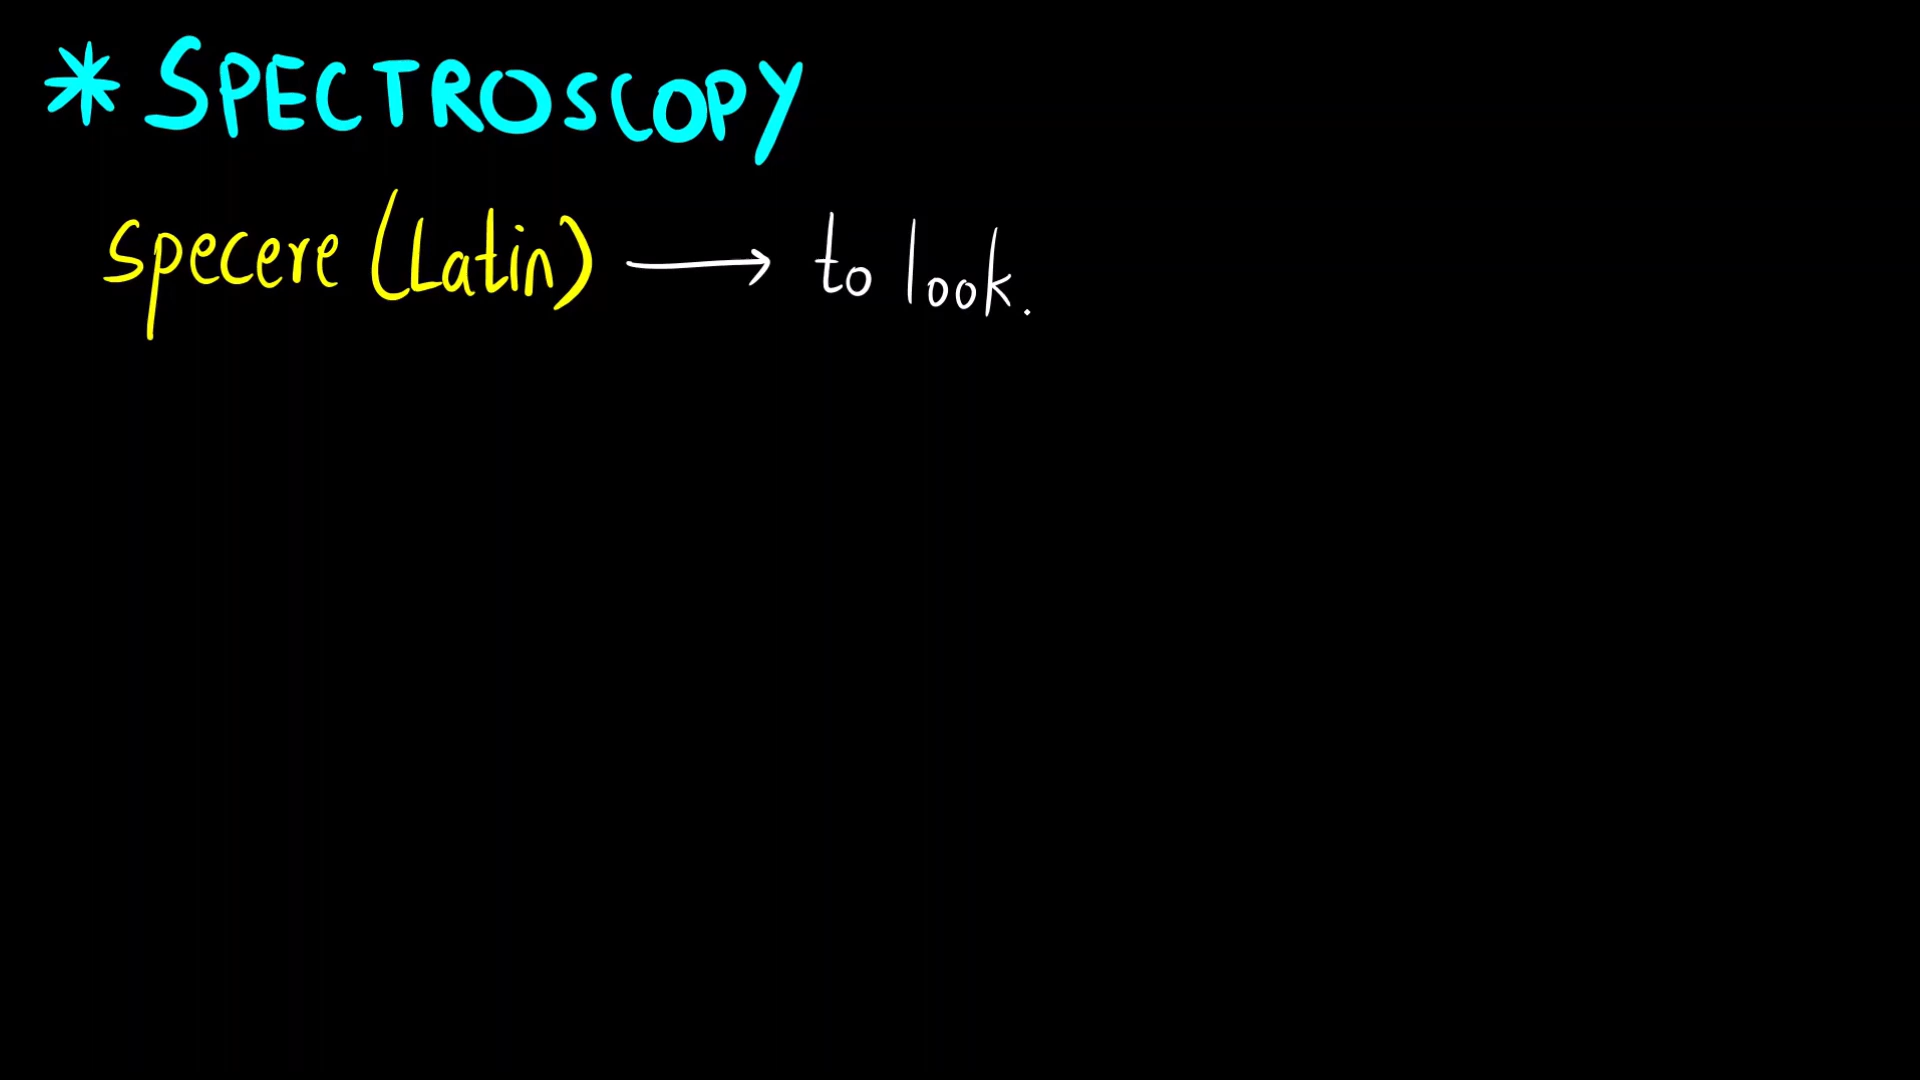 * SPECTROSCOPY
Specere (Latin) → to look.